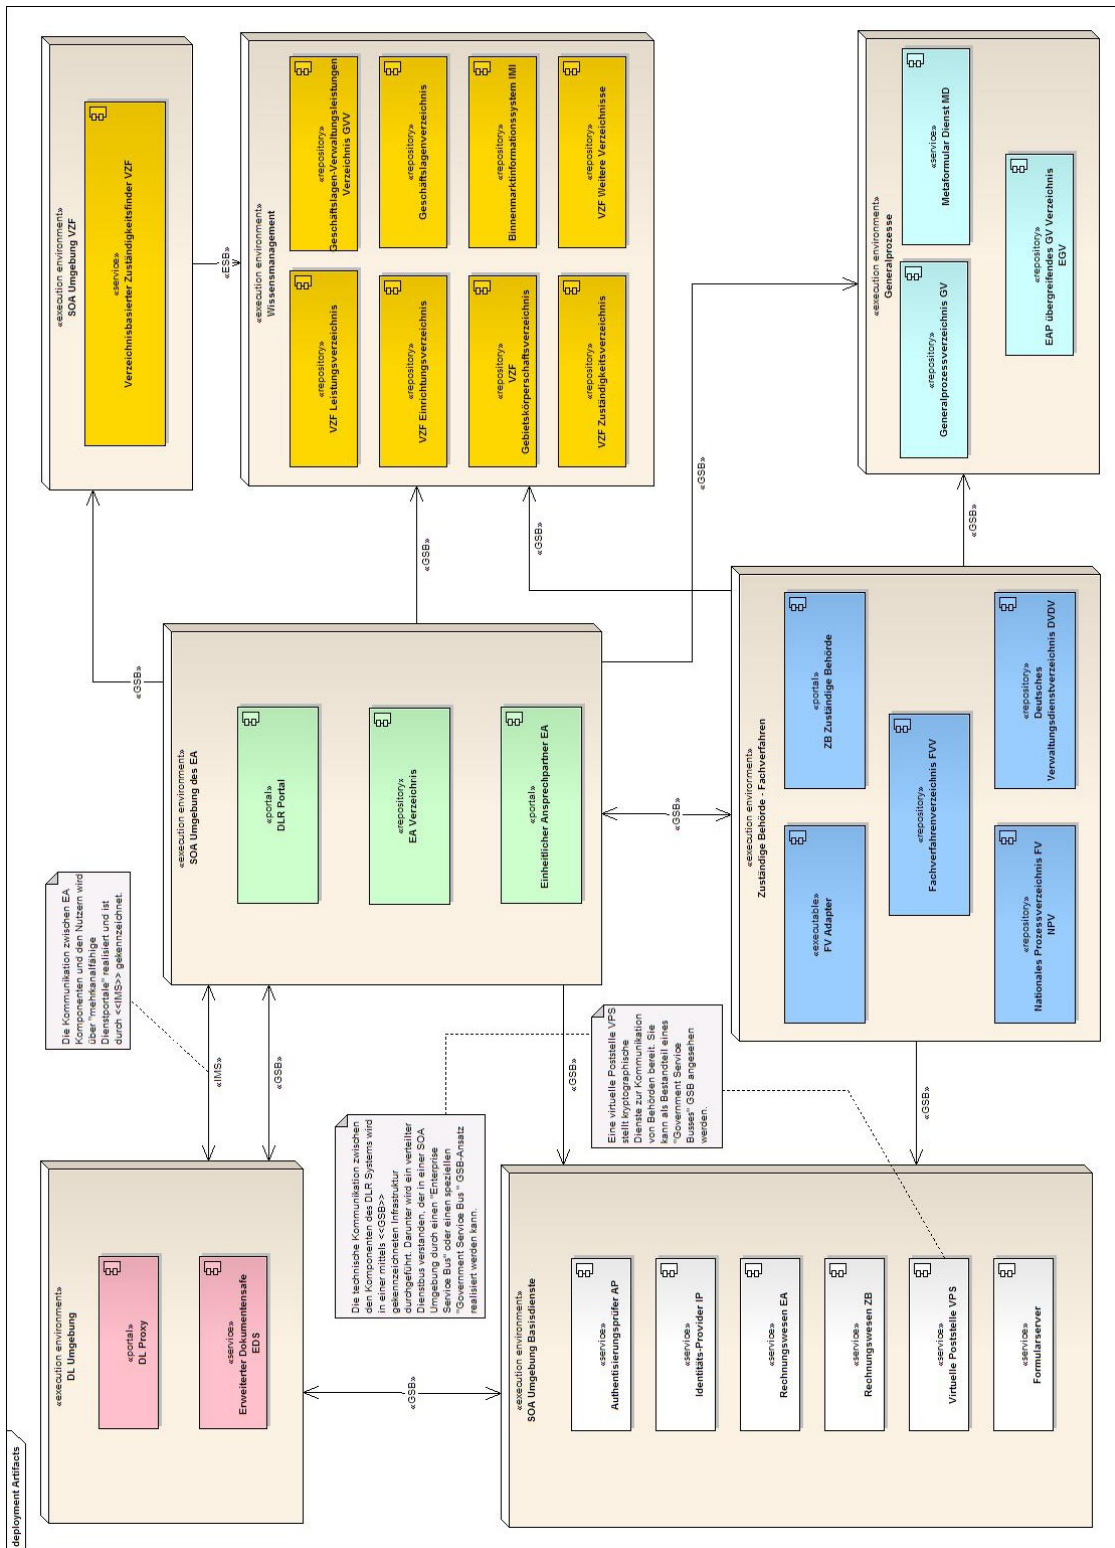 deployment Artifacts
«execution environment»
DL Umgebung
«portal»
DL Proxy
«service»
Erweiterter Dokumentensafe
EDS
«IMS»
«GSB»
Die Kommunikation zwischen EA
Komponenten und den Nutzern wird
über "mehrkanalfähige
Dienstportale" realisiert und ist
durch <<IMS>> gekennzeichnet.
«execution environment»
SOA Umgebung des EA
«portal»
DLR Portal
«repository»
EA Verzeichnis
«portal»
Einheitlicher Ansprechpartner EA
«GSB»
«execution environment»
SOA Umgebung VZF
«service»
Verzeichnisbasierter Zuständigkeitsfinder VZF
«ESB»
«execution environment»
Wissensmanagement
«repository»
VZF Leistungsverzeichnis
«repository»
Geschäftslagen-Verwaltungsleistungen
Verzeichnis GVV
«repository»
VZF Einrichtungsverzeichnis
«repository»
Geschäftslagenverzeichnis
«repository»
VZF
Gebietskörperschaftsverzeichnis
«repository»
Binnenmarktinformationssystem IMI
«repository»
VZF Zuständigkeitsverzeichnis
«repository»
VZF Weitere Verzeichnisse
«GSB»
«GSB»
«GSB»
Die technische Kommunikation zwischen
den Komponenten des DLR Systems wird
in einer mittels <<GSB>>
gekennzeichneten Infrastruktur
durchgeführt. Darunter wird ein verteilter
Dienstbus verstanden, der in einer SOA
Umgebung durch einen "Enterprise
Service Bus" oder einen speziellen
"Government Service Bus " GSB-Ansatz
realisiert werden kann.
«GSB»
«GSB»
«GSB»
Eine virtuelle Poststelle VPS
stellt kryptographische
Dienste zur Kommunikation
von Behörden bereit. Sie
kann als Bestandteil eines
"Government Service
Busses" GSB angesehen
werden.
«execution environment»
SOA Umgebung Basisdienste
«service»
Authentisierungsprüfer AP
«service»
Identitäts-Provider IP
«service»
Rechnungswesen EA
«service»
Rechnungswesen ZB
«service»
Virtuelle Poststelle VPS
«service»
Formularserver
«GSB»
«execution environment»
Zuständige Behörde - Fachverfahren
«executable»
FV Adapter
«portal»
ZB Zuständige Behörde
«repository»
Fachverfahrenverzeichnis FVV
«repository»
Nationales Prozessverzeichnis FV
NPV
«repository»
Deutsches
Verwaltungsdienstverzeichnis DVDV
«GSB»
«execution environment»
Generalprozesse
«repository»
Generalprozessverzeichnis GV
«service»
Metaformular Dienst MD
«repository»
EAP übergreifendes GV Verzeichnis
EGV